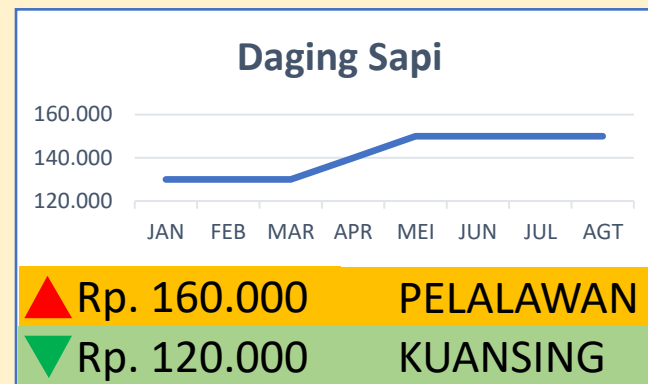 Daging Sapi
160.000
140.000
120.000
JAN FEB MAR APR MEI JUN JUL AGT
Rp. 160.000 PELALAWAN
Rp. 120.000 KUANSING